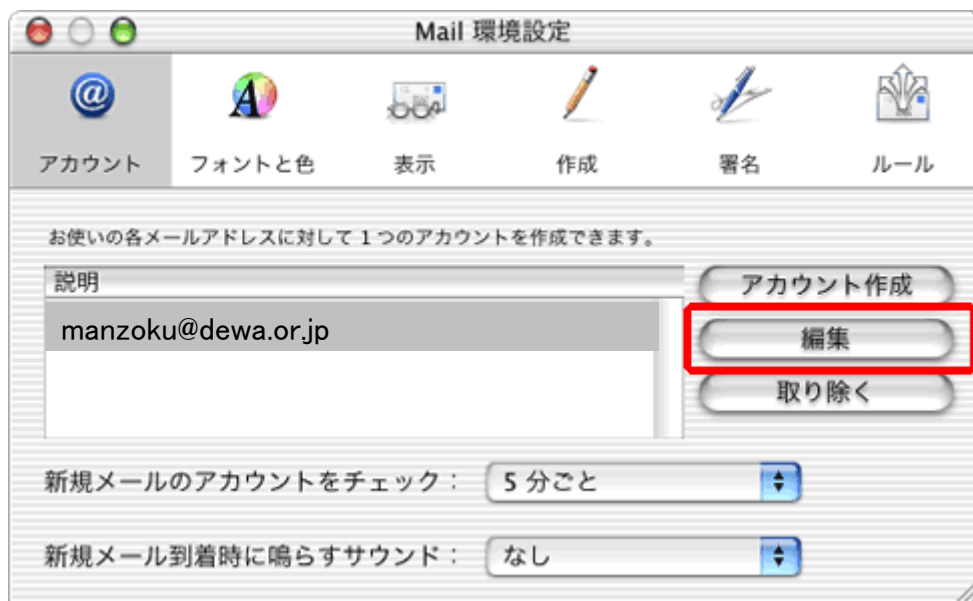 Mail 環境設定
アカウント フォントと色 表示 作成 署名 ルール
お使いの各メールアドレスに対して1つのアカウントを作成できます。
説明
アカウント作成
manzoku@dewa.or.jp
編集
取り除く
新規メールのアカウントをチェック： 5 分ごと
新規メール到着時に鳴らすサウンド： なし